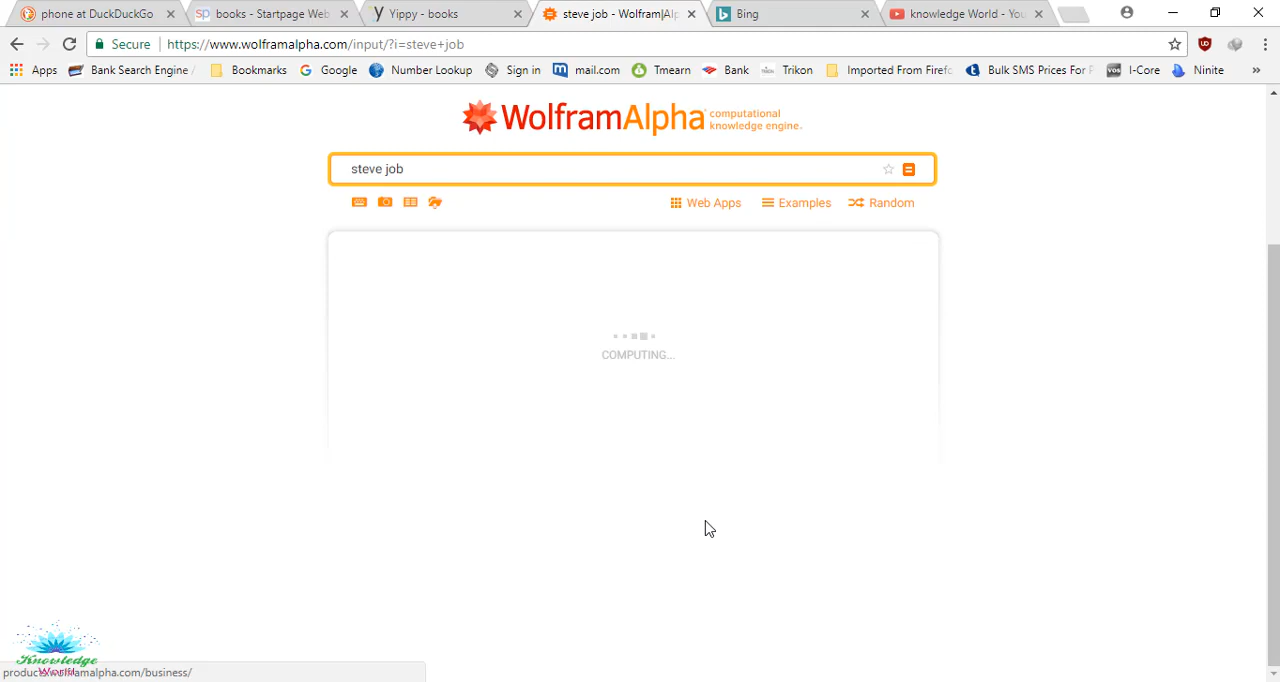 phone at DuckDuckGo
books - Startpage Web
Yippy - books
steve job - Wolfram|Alp
Bing
knowledge World - You
Secure
https://www.wolframalpha.com/input/?i=steve+job
Apps
Bank Search Engine /
Bookmarks
Google
Number Lookup
Sign in
mail.com
Tmearn
Bank
Trikon
Imported From Firefo
Bulk SMS Prices For F
I-Core
Ninite
»
WolframAlpha
computational
knowledge engine.
steve job
Web Apps
Examples
Random
COMPUTING...
Knowledge
World
products.wolframalpha.com/business/